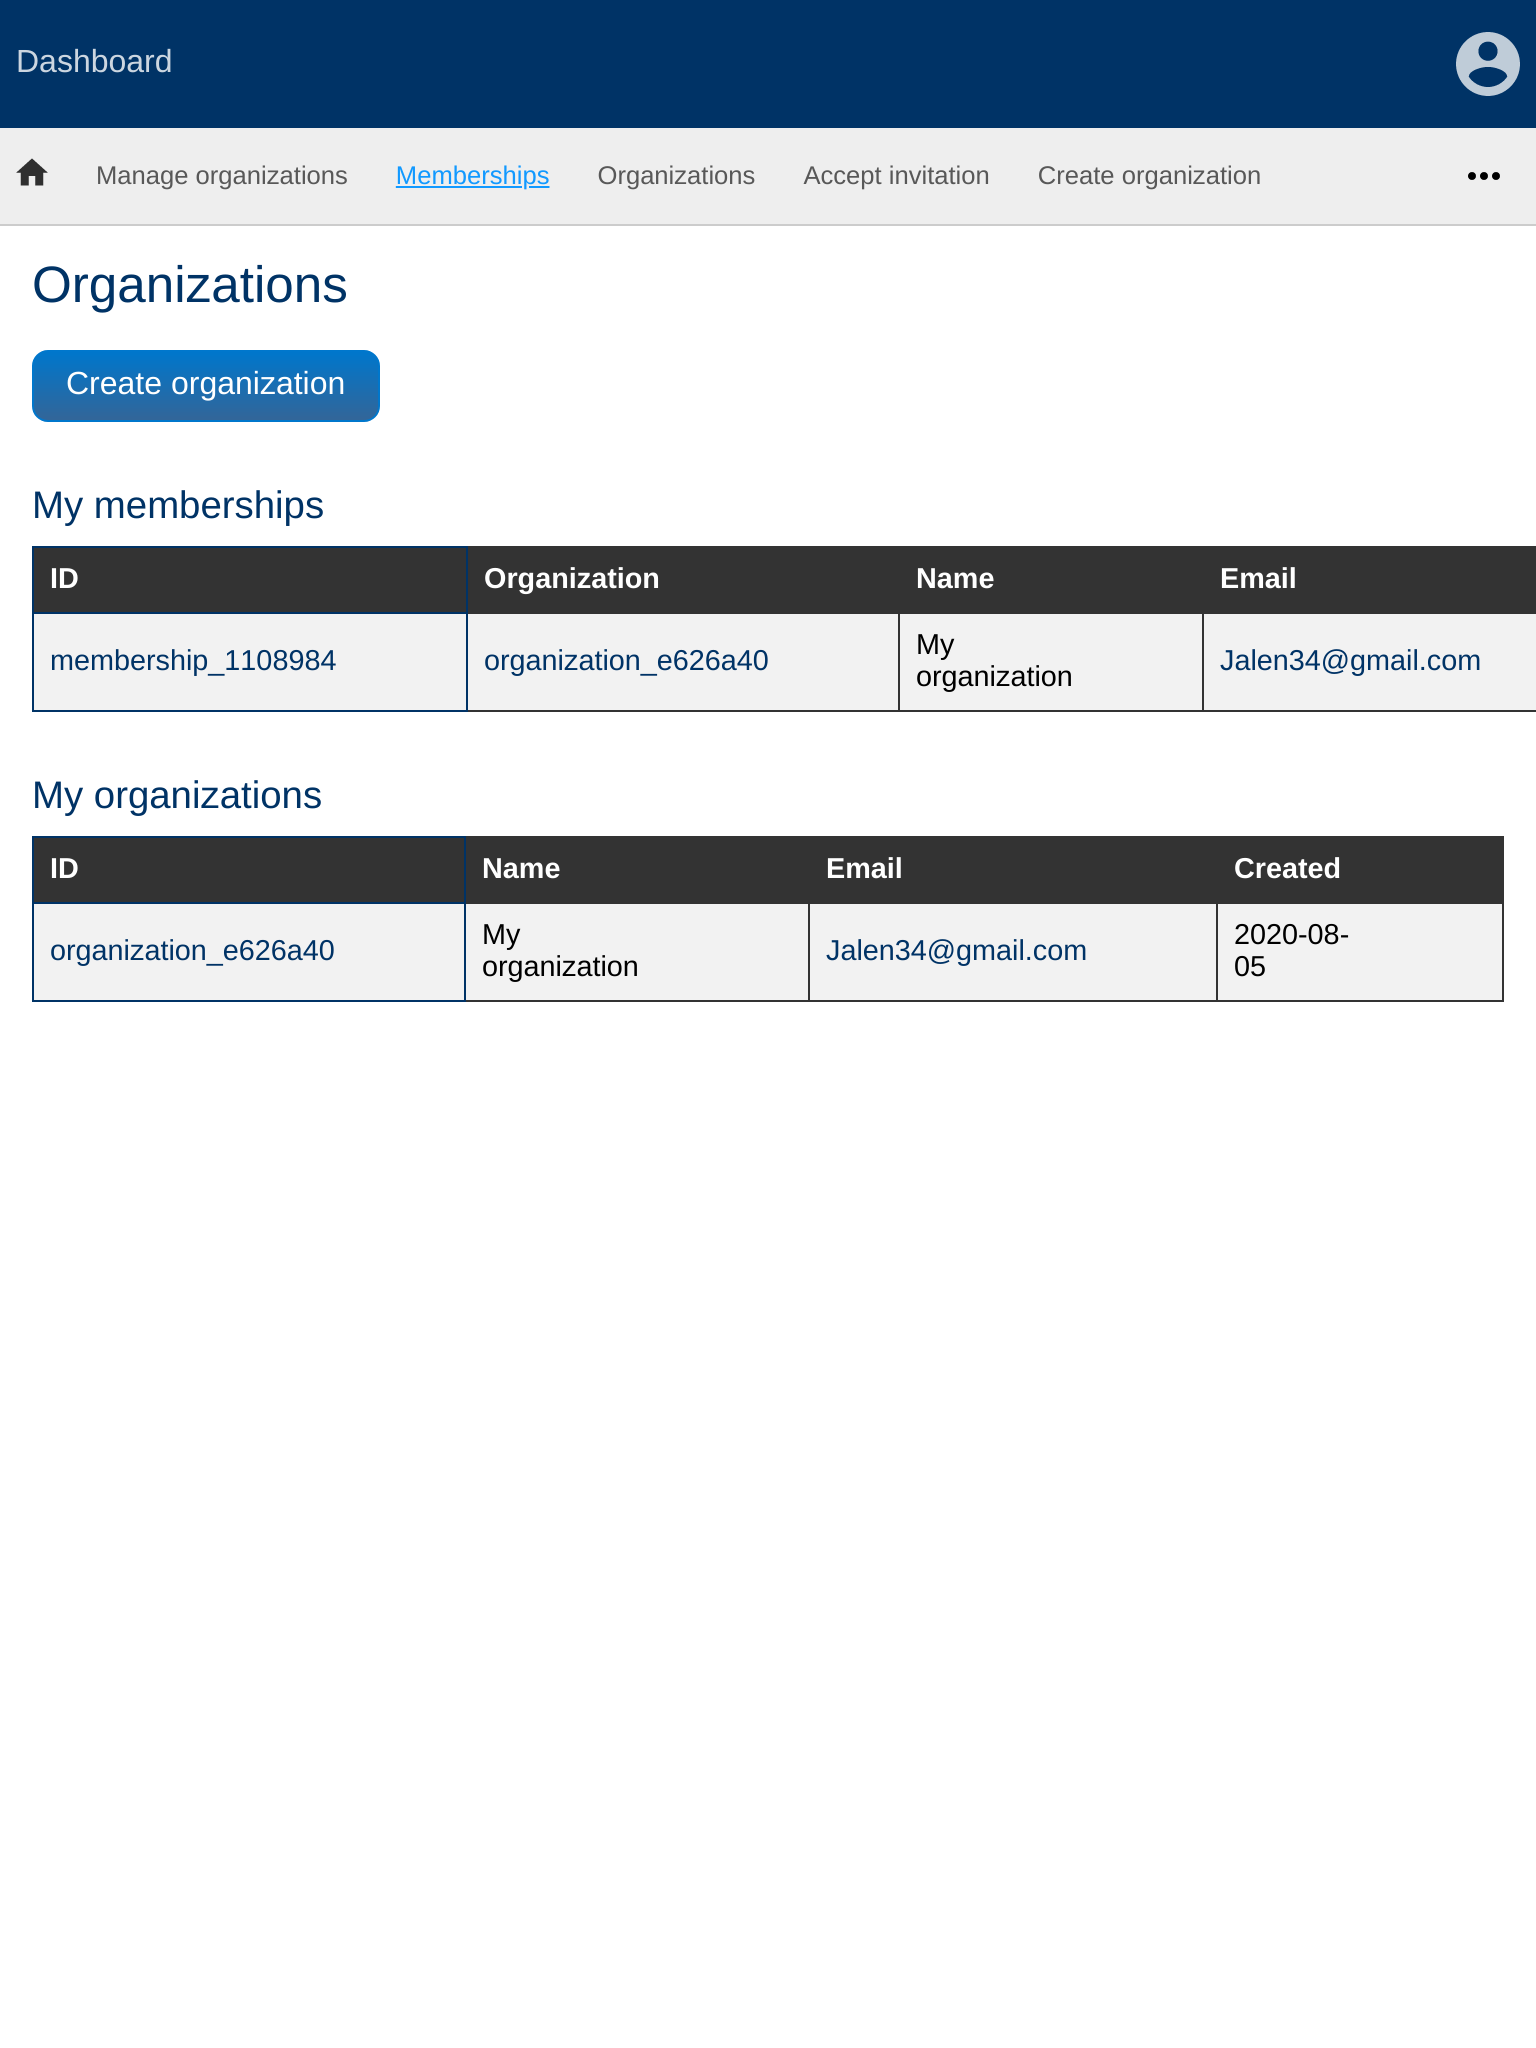 Dashboard
Manage organizations Memberships Organizations Accept invitation Create organization
Organizations
Create organization
My memberships
ID Organization Name Email
membership_1108984 organization_e626a40 My organization Jalen34@gmail.com
My organizations
ID Name Email Created
organization_e626a40 My organization Jalen34@gmail.com 2020-08-05